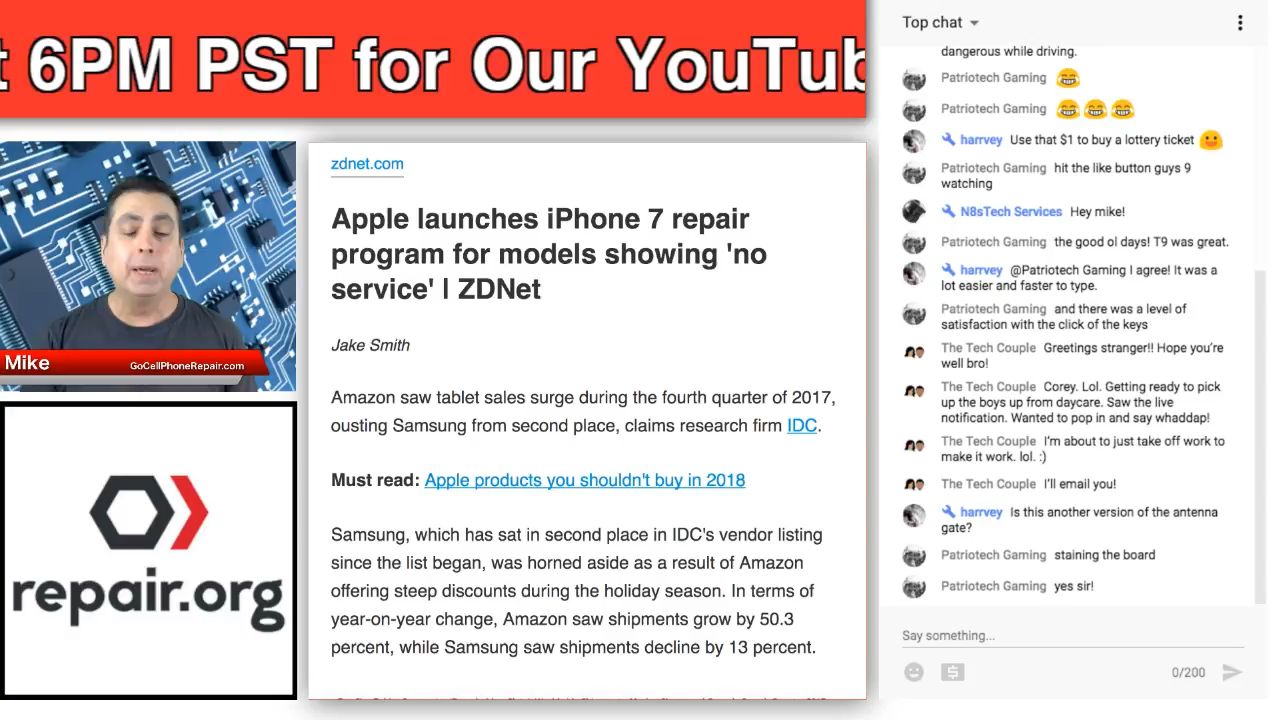 t 6PM PST for Our YouTub
Mike
GoCellPhoneRepair.com
repair.org
zdnet.com
Apple launches iPhone 7 repair
program for models showing 'no
service' | ZDNet
Jake Smith
Amazon saw tablet sales surge during the fourth quarter of 2017,
ousting Samsung from second place, claims research firm IDC.
Must read: Apple products you shouldn't buy in 2018
Samsung, which has sat in second place in IDC's vendor listing
since the list began, was horned aside as a result of Amazon
offering steep discounts during the holiday season. In terms of
year-on-year change, Amazon saw shipments grow by 50.3
percent, while Samsung saw shipments decline by 13 percent.
Top chat
dangerous while driving.
Patriotech Gaming 😂
Patriotech Gaming 😂😂😂
harrvey Use that $1 to buy a lottery ticket
Patriotech Gaming hit the like button guys 9
watching
N8sTech Services Hey mike!
Patriotech Gaming the good ol days! T9 was great.
harrvey @Patriotech Gaming I agree! It was a
lot easier and faster to type.
Patriotech Gaming and there was a level of
satisfaction with the click of the keys
The Tech Couple Greetings stranger!! Hope you're
well bro!
The Tech Couple Corey. Lol. Getting ready to pick
up the boys up from daycare. Saw the live
notification. Wanted to pop in and say whaddap!
The Tech Couple I'm about to just take off work to
make it work. lol. :)
The Tech Couple I'll email you!
harrvey Is this another version of the antenna
gate?
Patriotech Gaming staining the board
Patriotech Gaming yes sir!
Say something...
0/200